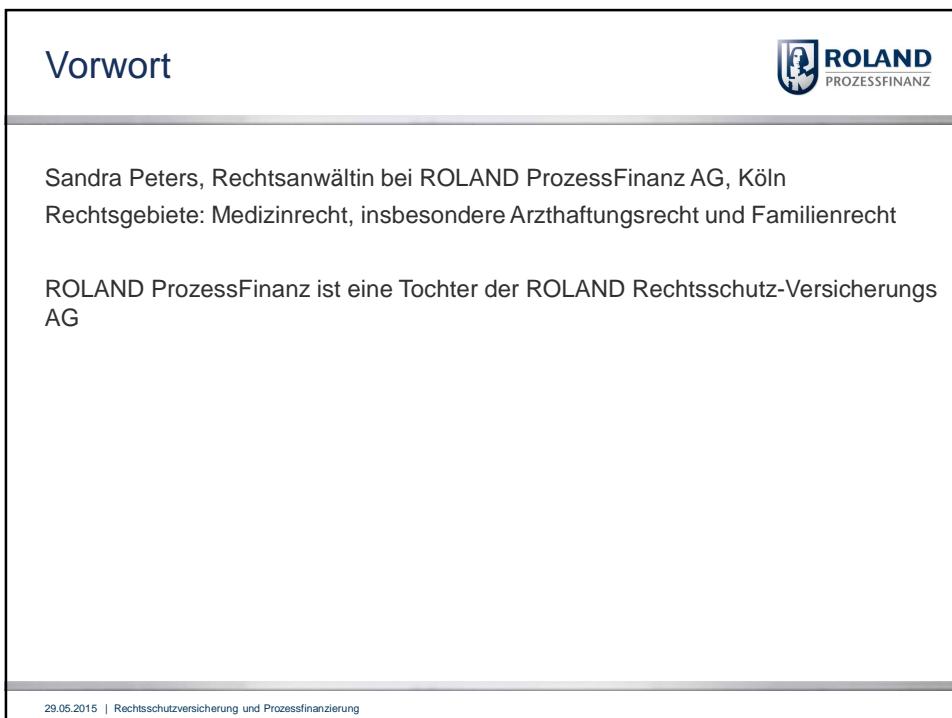 Vorwort
ROLAND
PROZESSFINANZ
Sandra Peters, Rechtsanwältin bei ROLAND ProzessFinanz AG, Köln
Rechtsgebiete: Medizinrecht, insbesondere Arzthaftungsrecht und Familienrecht
ROLAND ProzessFinanz ist eine Tochter der ROLAND Rechtsschutz-Versicherungs
AG
29.05.2015 | Rechtsschutzversicherung und Prozessfinanzierung